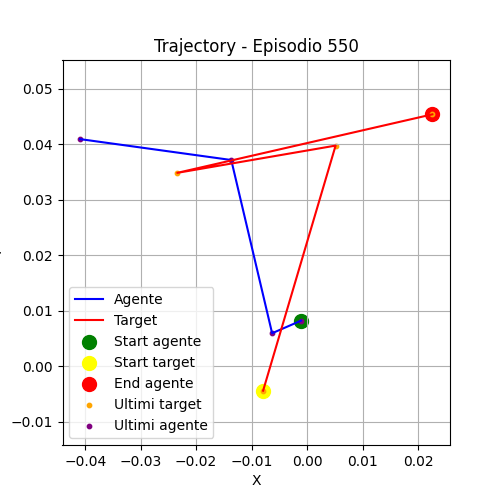 Trajectory - Episodio 550
0.05
0.04
0.03
0.02
0.01
0.00
−0.01
Agente
Target
Start agente
Start target
End agente
Ultimi target
Ultimi agente
−0.04
−0.03
−0.02
−0.01
0.00
0.01
0.02
X